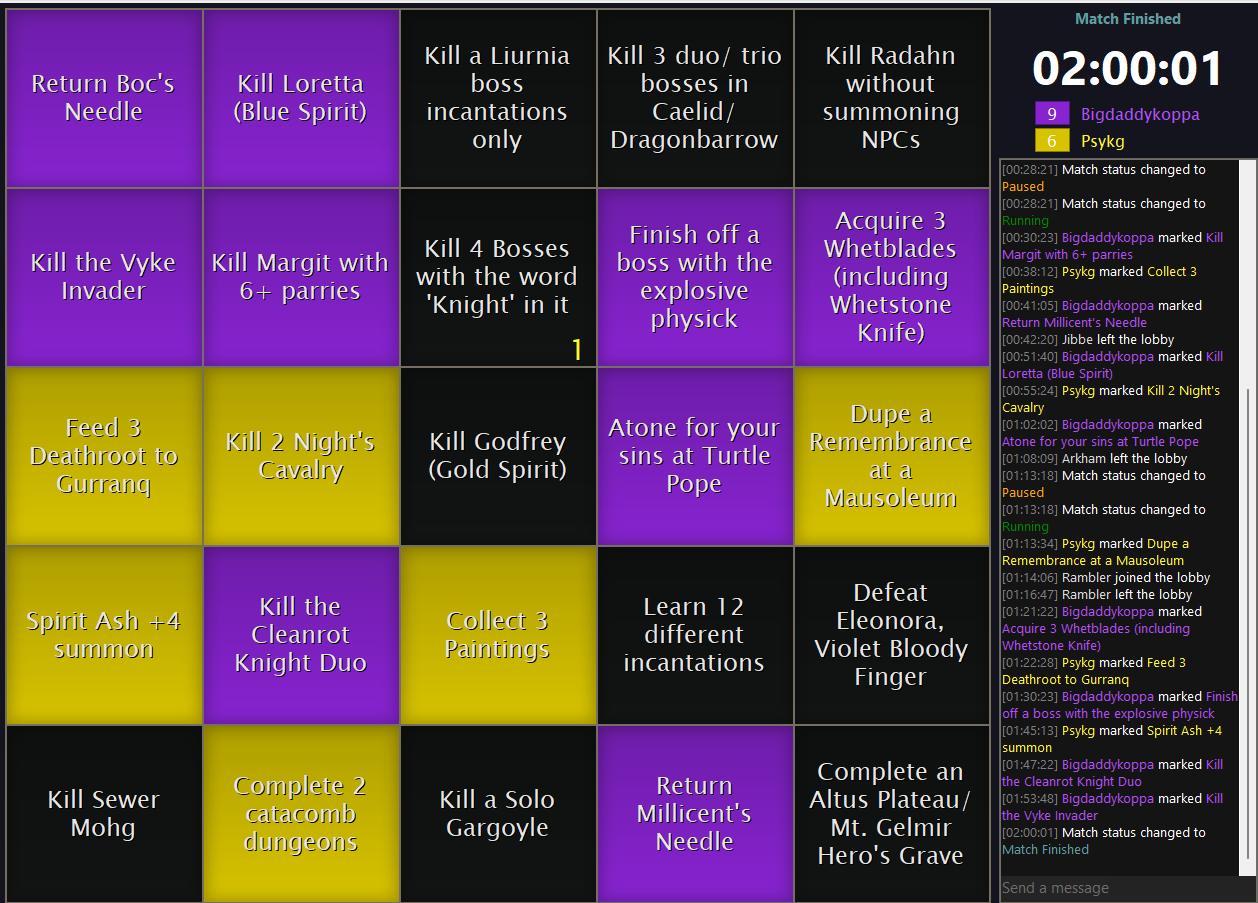 Return Boc's
Needle
Kill Loretta
(Blue Spirit)
Kill a Liurnia
boss
incantations
only
Kill 3 duo/ trio
bosses in
Caelid/
Dragonbarrow
Kill Radahn
without
summoning
NPCs
Kill the Vyke
Invader
Kill Margit with
6+ parries
Kill 4 Bosses
with the word
'Knight' in it
1
Finish off a
boss with the
explosive
physick
Acquire 3
Whetblades
(including
Whetstone
Knife)
Feed 3
Deathroot to
Gurranq
Kill 2 Night's
Cavalry
Kill Godfrey
(Gold Spirit)
Atone for your
sins at Turtle
Pope
Dupe a
Remembrance
at a
Mausoleum
Spirit Ash +4
summon
Kill the
Cleanrot
Knight Duo
Collect 3
Paintings
Learn 12
different
incantations
Defeat
Eleonora,
Violet Bloody
Finger
Kill Sewer
Mohg
Complete 2
catacomb
dungeons
Kill a Solo
Gargoyle
Return
Millicent's
Needle
Complete an
Altus Plateau/
Mt. Gelmir
Hero's Grave
Match Finished
02:00:01
9 Bigdaddykoppa
6 Psykg
[00:28:21] Match status changed to
Paused
[00:28:21] Match status changed to
Running
[00:30:23] Bigdaddykoppa marked Kill
Margit with 6+ parries
[00:38:12] Psykg marked Collect 3
Paintings
[00:41:05] Bigdaddykoppa marked
Return Millicent's Needle
[00:42:20] Jibbe left the lobby
[00:51:40] Bigdaddykoppa marked Kill
Loretta (Blue Spirit)
[00:55:24] Psykg marked Kill 2 Night's
Cavalry
[01:02:02] Bigdaddykoppa marked
Atone for your sins at Turtle Pope
[01:08:09] Arkham left the lobby
[01:13:18] Match status changed to
Paused
[01:13:18] Match status changed to
Running
[01:13:34] Psykg marked Dupe a
Remembrance at a Mausoleum
[01:14:06] Rambler joined the lobby
[01:16:47] Rambler left the lobby
[01:21:22] Bigdaddykoppa marked
Acquire 3 Whetblades (including
Whetstone Knife)
[01:22:28] Psykg marked Feed 3
Deathroot to Gurranq
[01:30:23] Bigdaddykoppa marked Finish
off a boss with the explosive physick
[01:45:13] Psykg marked Spirit Ash +4
summon
[01:47:22] Bigdaddykoppa marked Kill
the Cleanrot Knight Duo
[01:53:48] Bigdaddykoppa marked Kill
the Vyke Invader
[02:00:01] Match status changed to
Match Finished
Send a message